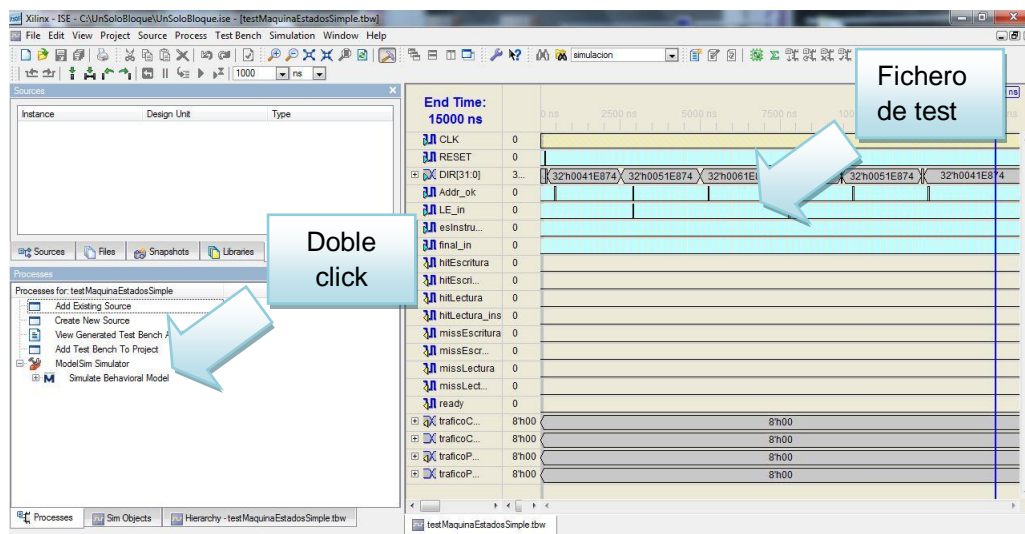 Xilinx - ISE - C:\UnSoloBloque\UnSoloBloque.ise - [testMaquinaEstadosSimple.tbw]
File Edit View Project Source Process Test Bench Simulation Window Help
simulacion
1000 ns
Sources
Instance Design Unit Type
Sources Files Snapshots Libraries
Processes
Processes for: testMaquinaEstadosSimple
Add Existing Source
Create New Source
View Generated Test Bench A
Add Test Bench To Project
ModelSim Simulator
Simulate Behavioral Model
Processes Sim Objects Hierarchy - testMaquinaEstadosSimple.tbw
Doble
click
Fichero
de test
End Time:
15000 ns
0 ns 2500 ns 5000 ns 7500 ns 100
ns
CLK 0
RESET 0
DIR[31:0] 3... 32'h0041E874 32'h0051E874 32'h0061E 32'h0051E874 32'h0041E874
Addr_ok 0
LE_in 0
esInstru... 0
final_in 0
hitEscritura 0
hitEscri... 0
hitLectura 0
hitLectura_ins 0
missEscritura 0
missEscr... 0
missLectura 0
missLect... 0
ready 0
traficoC... 8'h00 8'h00
traficoC... 8'h00 8'h00
traficoP... 8'h00 8'h00
traficoP... 8'h00 8'h00
testMaquinaEstadosSimple.tbw